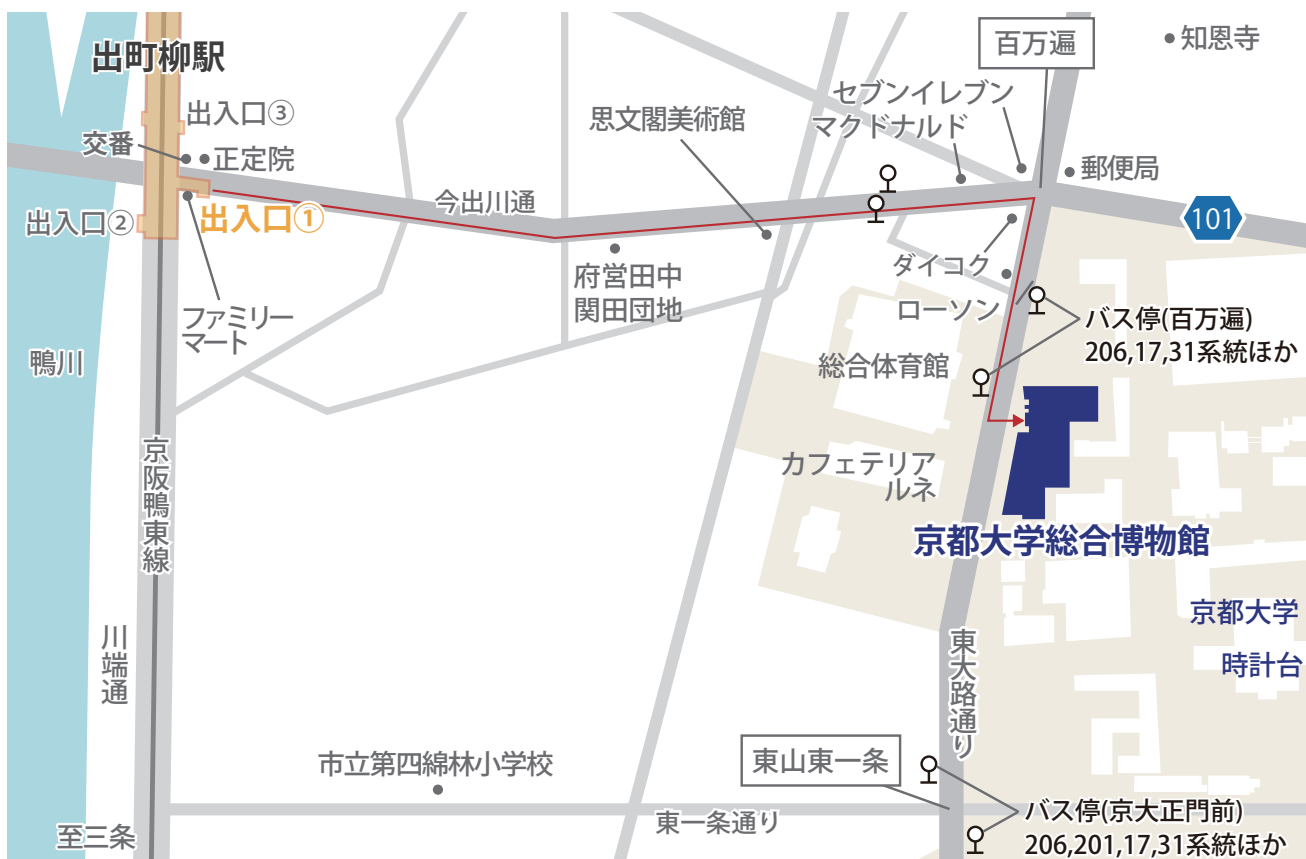 出町柳駅
百万遍
知恩寺
セブンイレブン
マクドナルド
出入口③
思文閣美術館
交番
正定院
郵便局
今出川通
出入口②
出入口①
101
府営田中
関田団地
ダイコク
ローソン
ファミリー
マート
バス停(百万遍)
206,17,31系統ほか
鴨川
総合体育館
京阪鴨東線
カフェテリア
ルネ
京都大学総合博物館
京都大学
時計台
川端通
東大路通り
市立第四綿林小学校
東山東一条
東一条通り
バス停(京大正門前)
206,201,17,31系統ほか
至三条